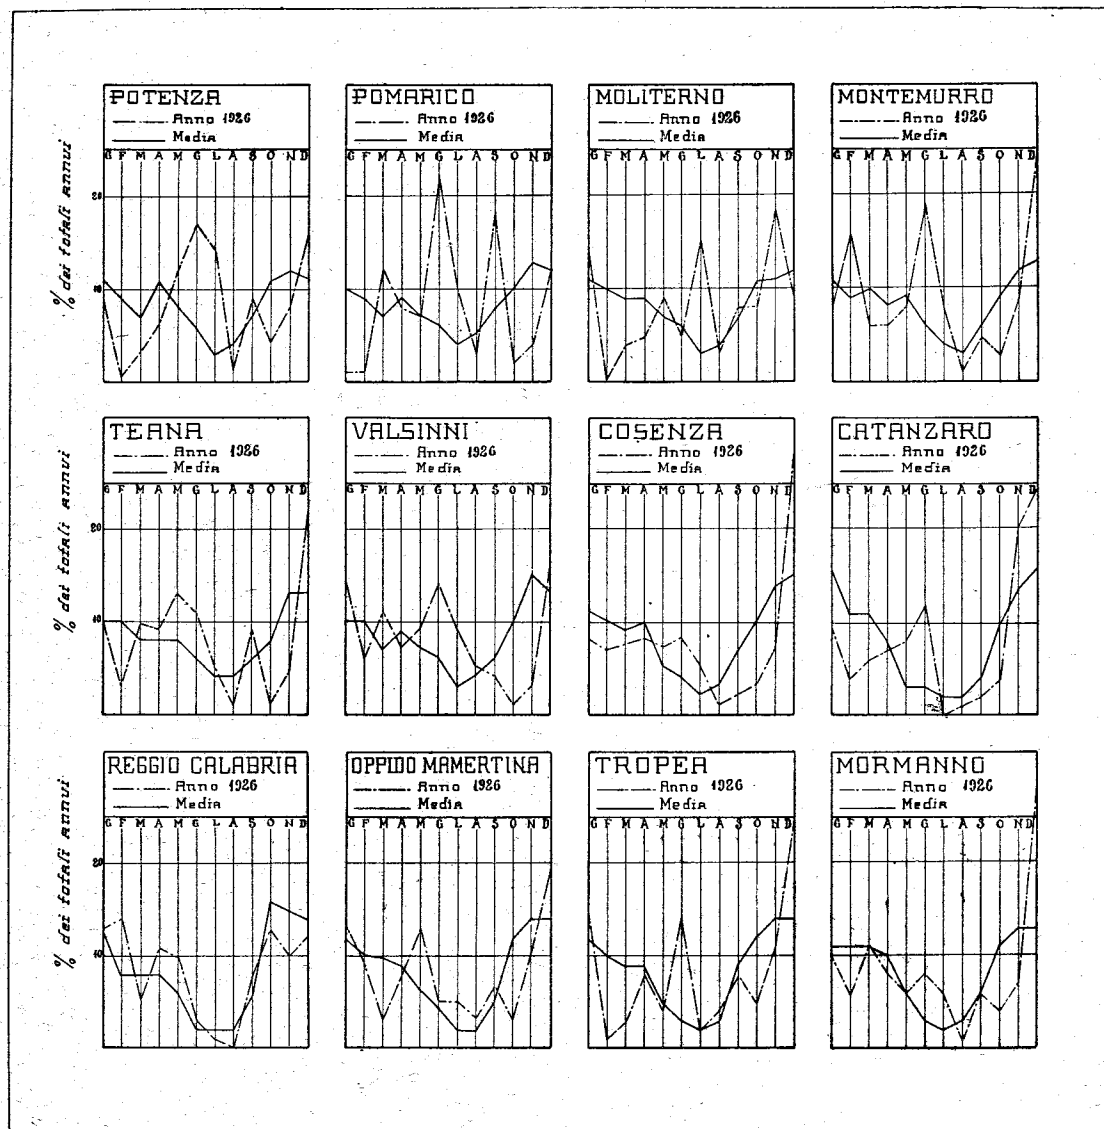 POTENZA
Anno 1926
Media
G F M A M G L A S O N D
20
10
% dei totali annui
POMARICO
Anno 1926
Media
G F M A M G L A S O N D
MOLITERNO
Anno 1926
Media
G F M A M G L A S O N D
MONTEMURRO
Anno 1926
Media
G F M A M G L A S O N D
TEANA
Anno 1926
Media
G F M A M G L A S O N D
20
10
% dei totali annui
VALSINNI
Anno 1926
Media
G F M A M G L A S O N D
COSENZA
Anno 1926
Media
G F M A M G L A S O N D
CATANZARO
Anno 1926
Media
G F M A M G L A S O N D
REGGIO CALABRIA
Anno 1926
Media
G F M A M G L A S O N D
20
10
% dei totali annui
OPPIDO MAMERTINA
Anno 1926
Media
G F M A M G L A S O N D
TROPEA
Anno 1926
Media
G F M A M G L A S O N D
MORMANNO
Anno 1926
Media
G F M A M G L A S O N D